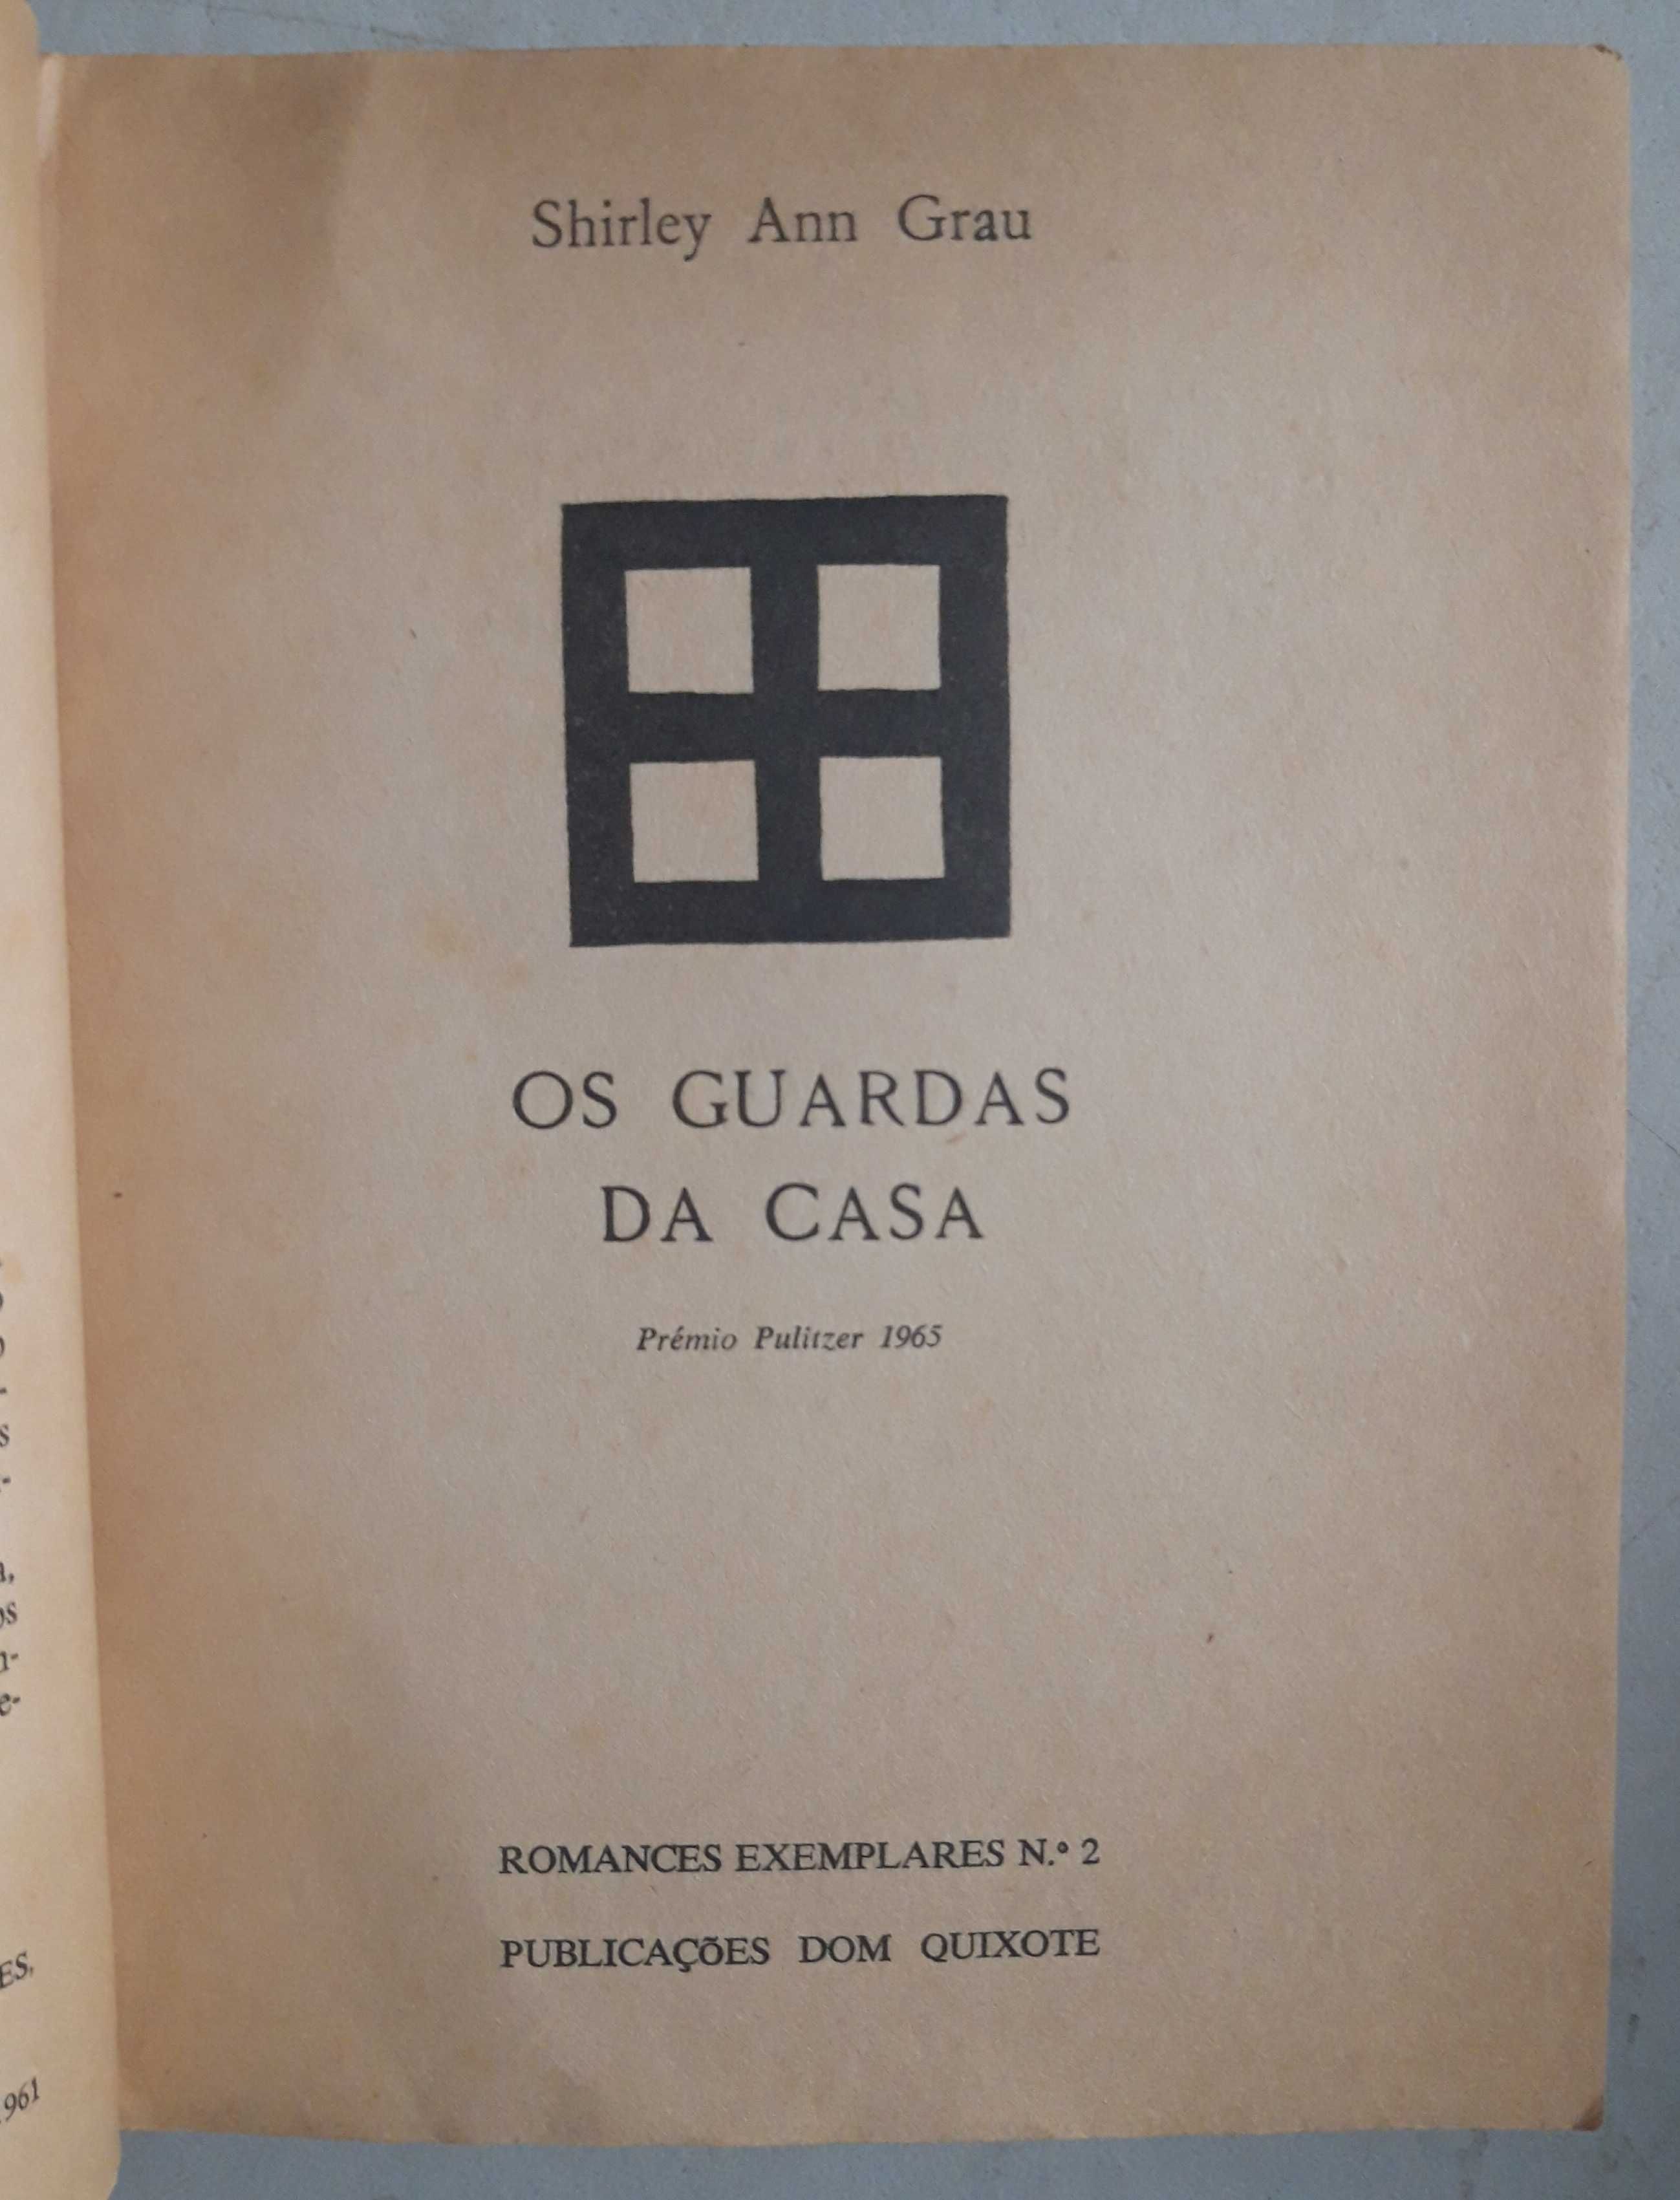 Shirley Ann Grau
OS GUARDAS
DA CASA
Prémio Pulitzer 1965
ROMANCES EXEMPLARES N.º 2
PUBLICAÇÕES DOM QUIXOTE